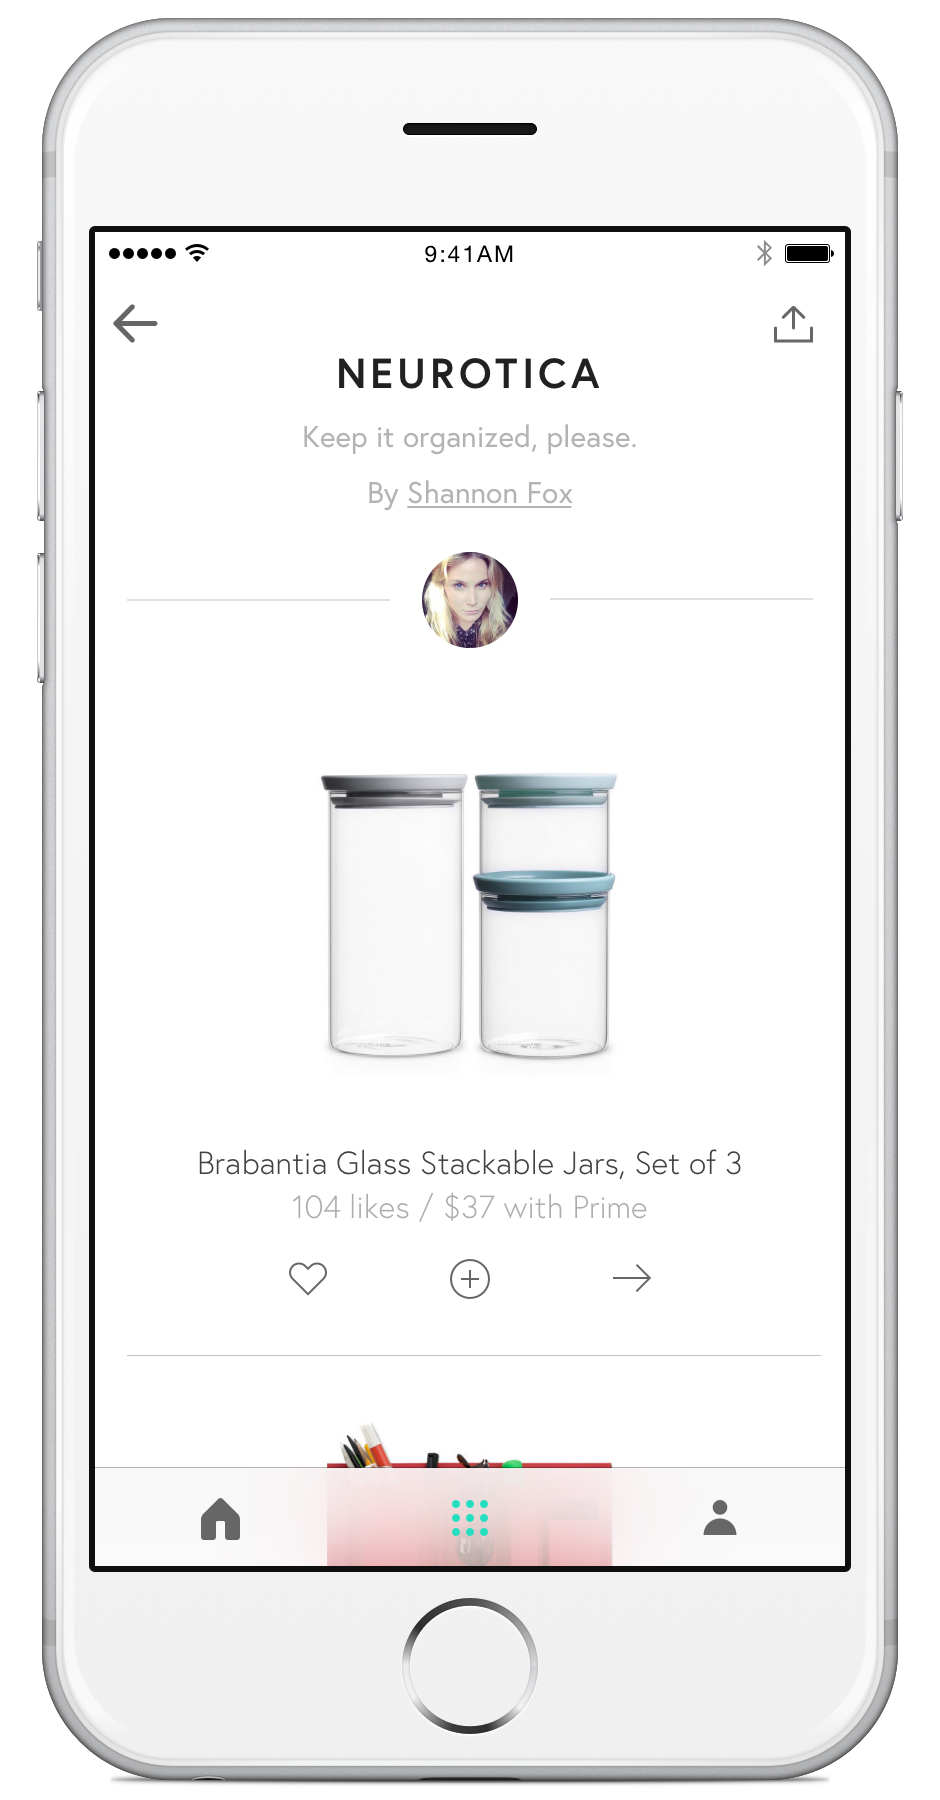 9:41AM
NEUROTICA
Keep it organized, please.
By Shannon Fox
Brabantia Glass Stackable Jars, Set of 3
104 likes / $37 with Prime